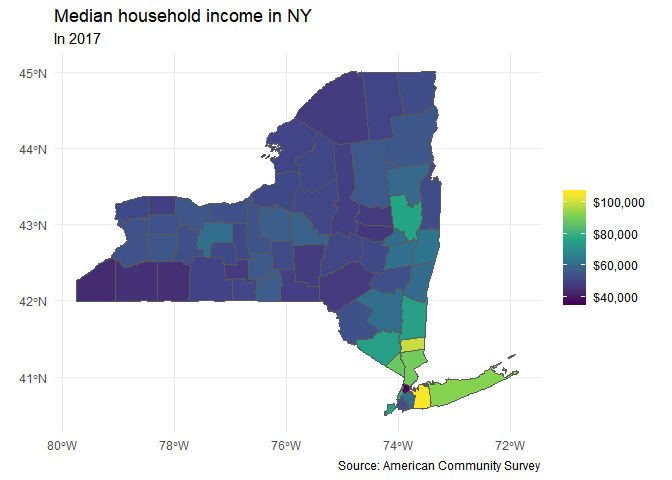 Median household income in NY
In 2017
45°N
44°N
43°N
42°N
41°N
80°W
78°W
76°W
74°W
72°W
$100,000
$80,000
$60,000
$40,000
Source: American Community Survey